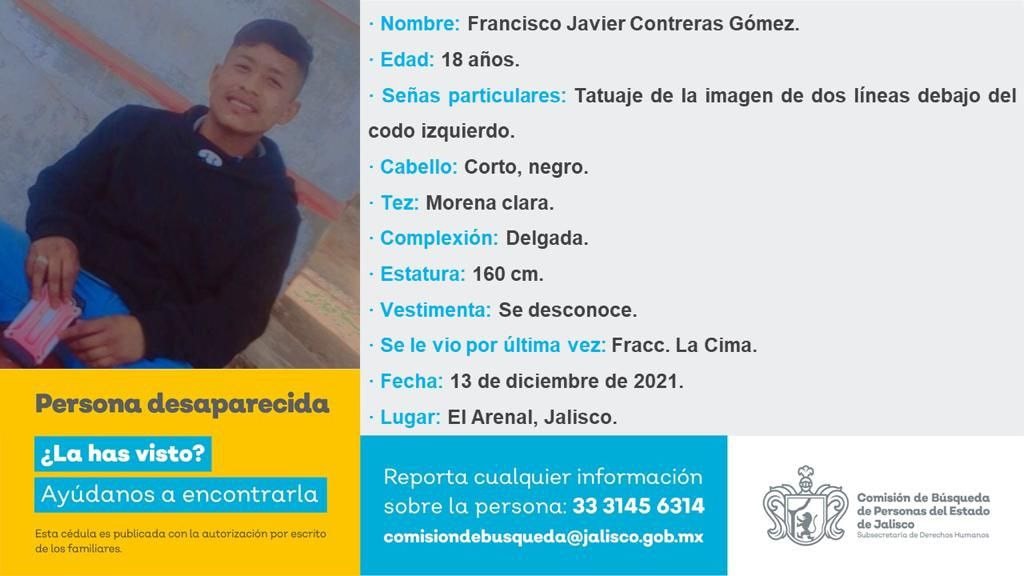 · Nombre: Francisco Javier Contreras Gómez.
· Edad: 18 años.
· Señas particulares: Tatuaje de la imagen de dos líneas debajo del
codo izquierdo.
· Cabello: Corto, negro.
· Tez: Morena clara.
· Complexión: Delgada.
· Estatura: 160 cm.
· Vestimenta: Se desconoce.
· Se le vio por última vez: Fracc. La Cima.
· Fecha: 13 de diciembre de 2021.
· Lugar: El Arenal, Jalisco.
Persona desaparecida
¿La has visto?
Ayúdanos a encontrarla
Esta cédula es publicada con la autorización por escrito
de los familiares.
Reporta cualquier información
sobre la persona: 33 3145 6314
comisiondebusqueda@jalisco.gob.mx
Comisión de Búsqueda
de Personas del Estado
de Jalisco
Subsecretaría de Derechos Humanos